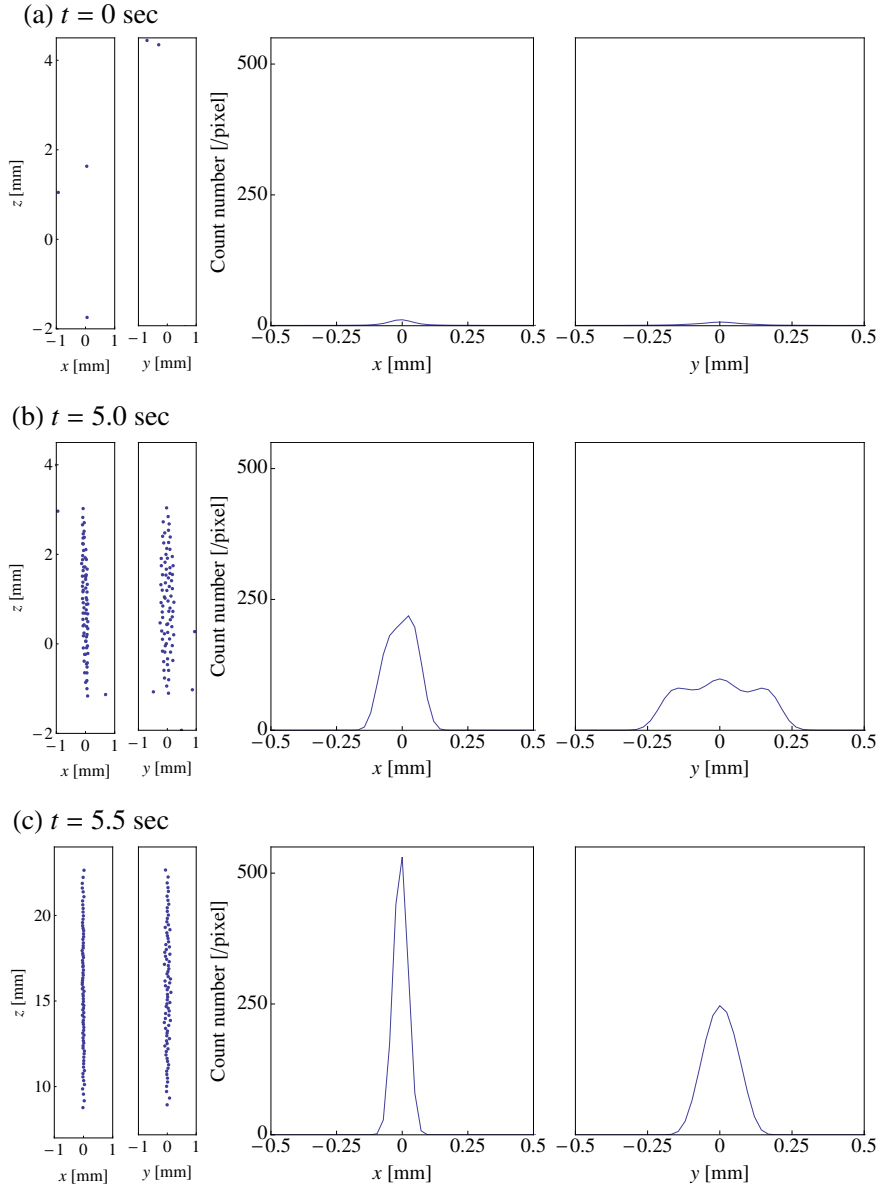 (a) t = 0 sec
4
2
0
−2
z [mm]
−1 0 1
x [mm]
−1 0 1
y [mm]
500
250
0
Count number [/pixel]
−0.5 −0.25 0 0.25 0.5
x [mm]
500
250
0
Count number [/pixel]
−0.5 −0.25 0 0.25 0.5
y [mm]
(b) t = 5.0 sec
4
2
0
−2
z [mm]
−1 0 1
x [mm]
−1 0 1
y [mm]
500
250
0
Count number [/pixel]
−0.5 −0.25 0 0.25 0.5
x [mm]
−0.5 −0.25 0 0.25 0.5
y [mm]
(c) t = 5.5 sec
20
15
10
z [mm]
−1 0 1
x [mm]
−1 0 1
y [mm]
500
250
0
Count number [/pixel]
−0.5 −0.25 0 0.25 0.5
x [mm]
−0.5 −0.25 0 0.25 0.5
y [mm]